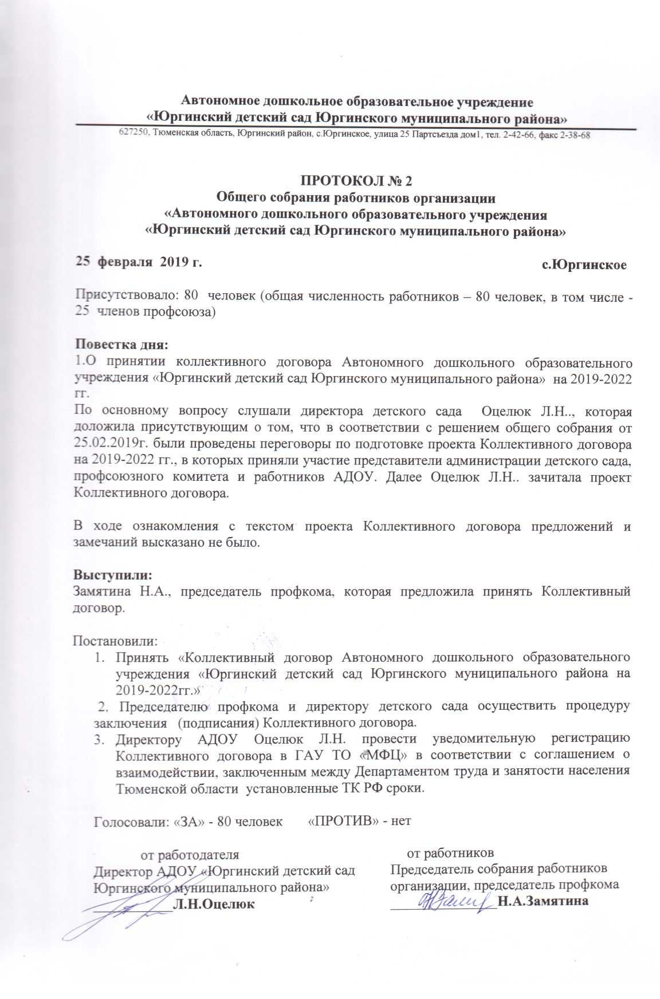 Автономное дошкольное образовательное учреждение
«Юргинский детский сад Юргинского муниципального района»
627250, Тюменская область, Юргинский район, с.Юргинское, улица 25 Партсъезда дом1, тел. 2-42-66, факс 2-38-68
ПРОТОКОЛ № 2
Общего собрания работников организации
«Автономного дошкольного образовательного учреждения
«Юргинский детский сад Юргинского муниципального района»
25 февраля 2019 г. с.Юргинское
Присутствовало: 80 человек (общая численность работников – 80 человек, в том числе -
25 членов профсоюза)
Повестка дня:
1.О принятии коллективного договора Автономного дошкольного образовательного
учреждения «Юргинский детский сад Юргинского муниципального района» на 2019-2022
гг.
По основному вопросу слушали директора детского сада Оцелюк Л.Н.., которая
доложила присутствующим о том, что в соответствии с решением общего собрания от
25.02.2019г. были проведены переговоры по подготовке проекта Коллективного договора
на 2019-2022 гг., в которых приняли участие представители администрации детского сада,
профсоюзного комитета и работников АДОУ. Далее Оцелюк Л.Н.. зачитала проект
Коллективного договора.
В ходе ознакомления с текстом проекта Коллективного договора предложений и
замечаний высказано не было.
Выступили:
Замятина Н.А., председатель профкома, которая предложила принять Коллективный
договор.
Постановили:
1. Принять «Коллективный договор Автономного дошкольного образовательного
учреждения «Юргинский детский сад Юргинского муниципального района на
2019-2022гг.»
2. Председателю профкома и директору детского сада осуществить процедуру
заключения (подписания) Коллективного договора.
3. Директору АДОУ Оцелюк Л.Н. провести уведомительную регистрацию
Коллективного договора в ГАУ ТО «МФЦ» в соответствии с соглашением о
взаимодействии, заключенным между Департаментом труда и занятости населения
Тюменской области установленные ТК РФ сроки.
Голосовали: «ЗА» - 80 человек «ПРОТИВ» - нет
от работодателя
Директор АДОУ «Юргинский детский сад
Юргинского муниципального района»
___________Л.Н.Оцелюк
от работников
Председатель собрания работников
организации, председатель профкома
_______________Н.А.Замятина